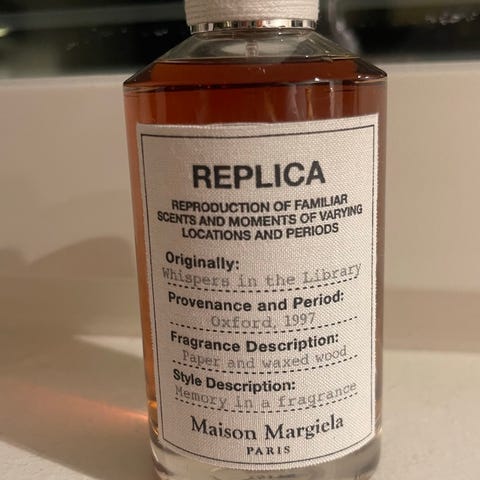 REPLICA
REPRODUCTION OF FAMILIAR
SCENTS AND MOMENTS OF VARYING
LOCATIONS AND PERIODS
Originally:
Whispers in the Library
Provenance and Period:
Oxford, 1997
Fragrance Description:
Paper and waxed wood
Style Description:
Memory in a fragrance
Maison Margiela
PARIS